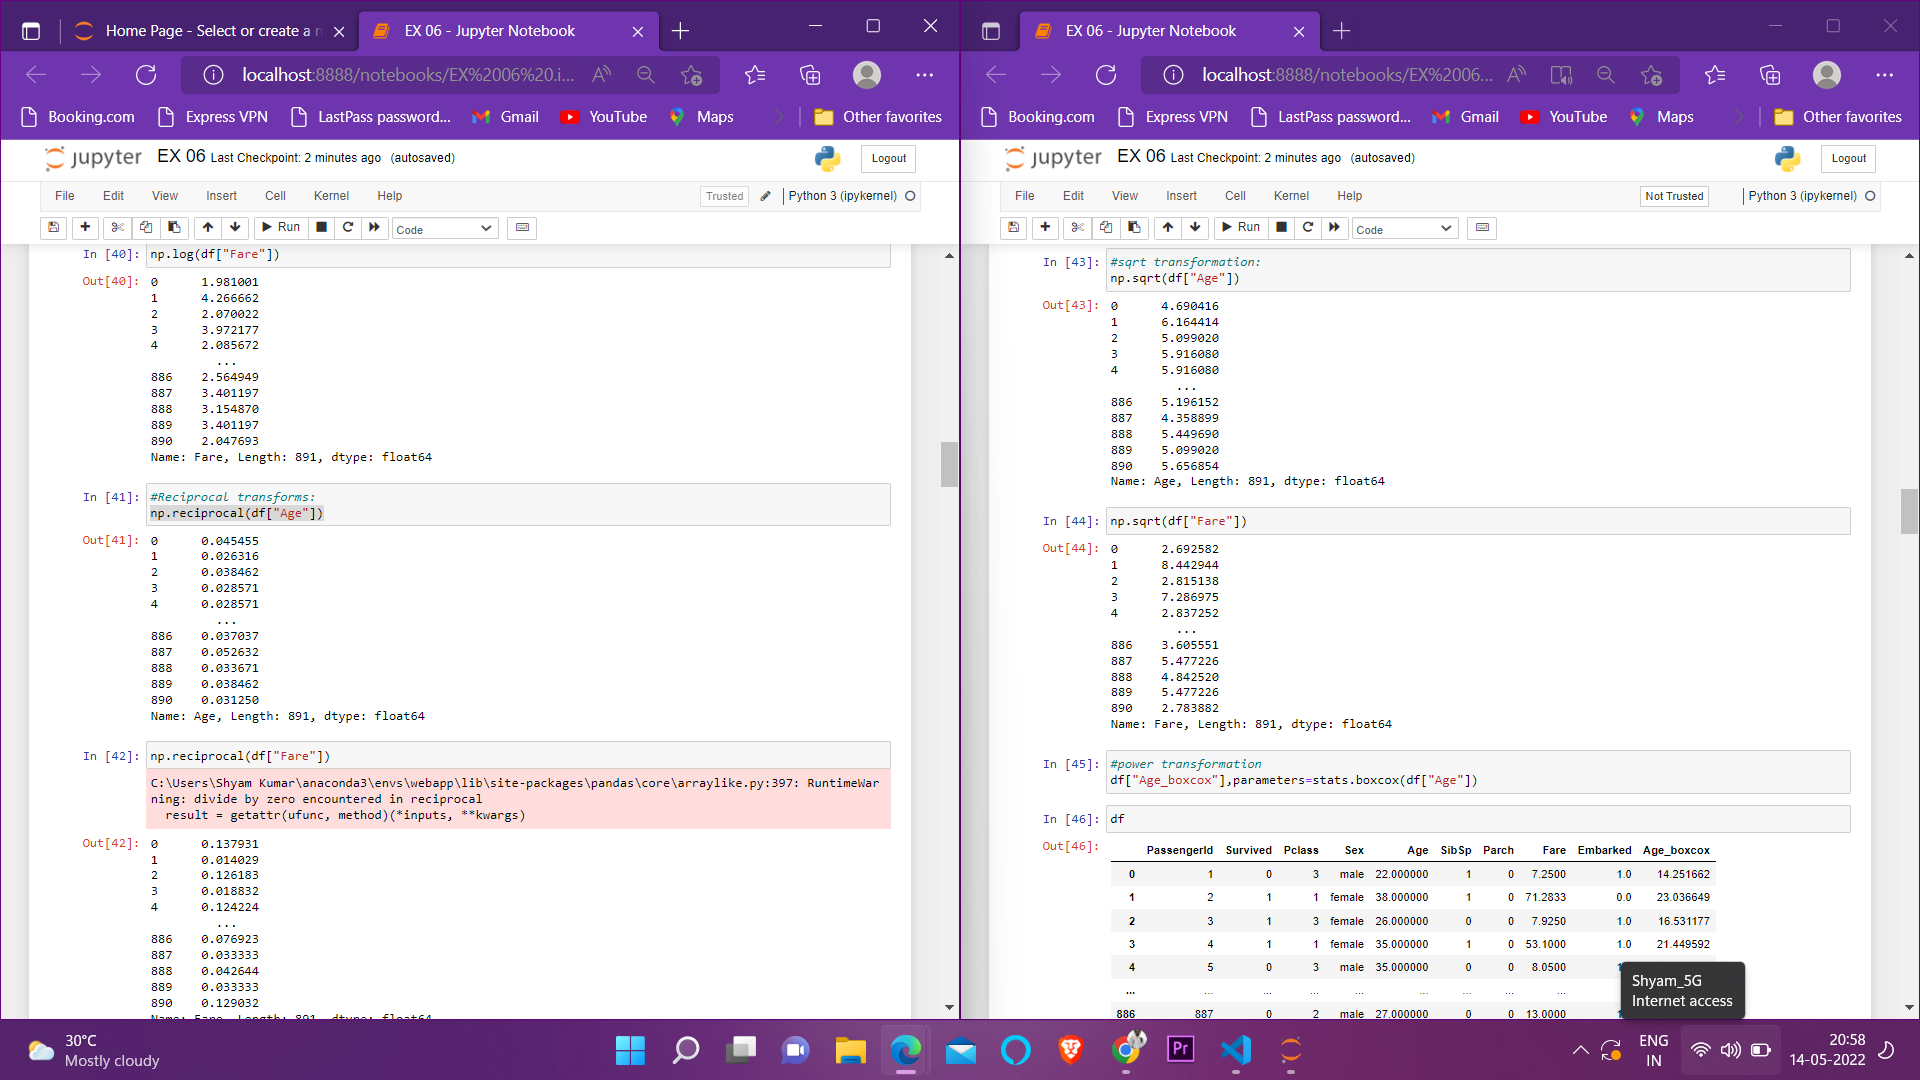 Home Page - Select or create a n
EX 06 - Jupyter Notebook
localhost:8888/notebooks/EX%2006%20.i...
Booking.com Express VPN LastPass password... Gmail YouTube Maps Other favorites
jupyter EX 06 Last Checkpoint: 2 minutes ago (autosaved) Logout
File Edit View Insert Cell Kernel Help Trusted Python 3 (ipykernel)
Run Code
In [40]: np.log(df["Fare"])
Out[40]: 0 1.981001
1 4.266662
2 2.070022
3 3.972177
4 2.085672
...
886 2.564949
887 3.401197
888 3.154870
889 3.401197
890 2.047693
Name: Fare, Length: 891, dtype: float64
In [41]: #Reciprocal transforms:
np.reciprocal(df["Age"])
Out[41]: 0 0.045455
1 0.026316
2 0.038462
3 0.028571
4 0.028571
...
886 0.037037
887 0.052632
888 0.033671
889 0.038462
890 0.031250
Name: Age, Length: 891, dtype: float64
In [42]: np.reciprocal(df["Fare"])
C:\Users\Shyam Kumar\anaconda3\envs\webapp\lib\site-packages\pandas\core\arraylike.py:397: RuntimeWar
ning: divide by zero encountered in reciprocal
result = getattr(ufunc, method)(*inputs, **kwargs)
Out[42]: 0 0.137931
1 0.014029
2 0.126183
3 0.018832
4 0.124224
...
886 0.076923
887 0.033333
888 0.042644
889 0.033333
890 0.129032
Name: Fare, Length: 891, dtype: float64
EX 06 - Jupyter Notebook
localhost:8888/notebooks/EX%2006...
Booking.com Express VPN LastPass password... Gmail YouTube Maps Other favorites
jupyter EX 06 Last Checkpoint: 2 minutes ago (autosaved) Logout
File Edit View Insert Cell Kernel Help Not Trusted Python 3 (ipykernel)
Run Code
In [43]: #sqrt transformation:
np.sqrt(df["Age"])
Out[43]: 0 4.690416
1 6.164414
2 5.099020
3 5.916080
4 5.916080
...
886 5.196152
887 4.358899
888 5.449690
889 5.099020
890 5.656854
Name: Age, Length: 891, dtype: float64
In [44]: np.sqrt(df["Fare"])
Out[44]: 0 2.692582
1 8.442944
2 2.815138
3 7.286975
4 2.837252
...
886 3.605551
887 5.477226
888 4.842520
889 5.477226
890 2.783882
Name: Fare, Length: 891, dtype: float64
In [45]: #power transformation
df["Age_boxcox"],parameters=stats.boxcox(df["Age"])
In [46]: df
Out[46]:
PassengerId Survived Pclass Sex Age SibSp Parch Fare Embarked Age_boxcox
0 1 0 3 male 22.000000 1 0 7.2500 1.0 14.251662
1 2 1 1 female 38.000000 1 0 71.2833 0.0 23.036649
2 3 1 3 female 26.000000 0 0 7.9250 1.0 16.531177
3 4 1 1 female 35.000000 1 0 53.1000 1.0 21.449592
4 5 0 3 male 35.000000 0 0 8.0500
... ... ... ... ... ... ... ... ...
886 887 0 2 male 27.000000 0 0 13.0000
Shyam_5G
Internet access
30°C
Mostly cloudy
Pr
ENG
IN
20:58
14-05-2022